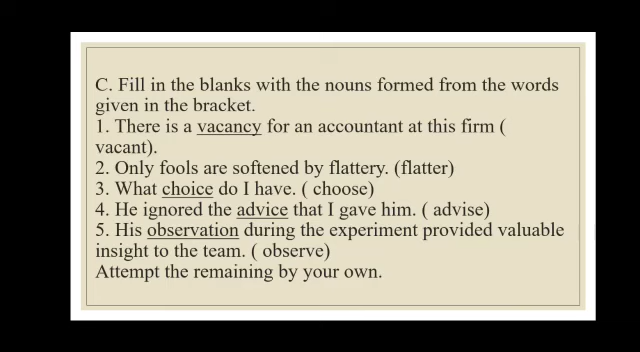 C. Fill in the blanks with the nouns formed from the words
given in the bracket.
1. There is a vacancy for an accountant at this firm (
vacant).
2. Only fools are softened by flattery. (flatter)
3. What choice do I have. ( choose)
4. He ignored the advice that I gave him. ( advise)
5. His observation during the experiment provided valuable
insight to the team. ( observe)
Attempt the remaining by your own.